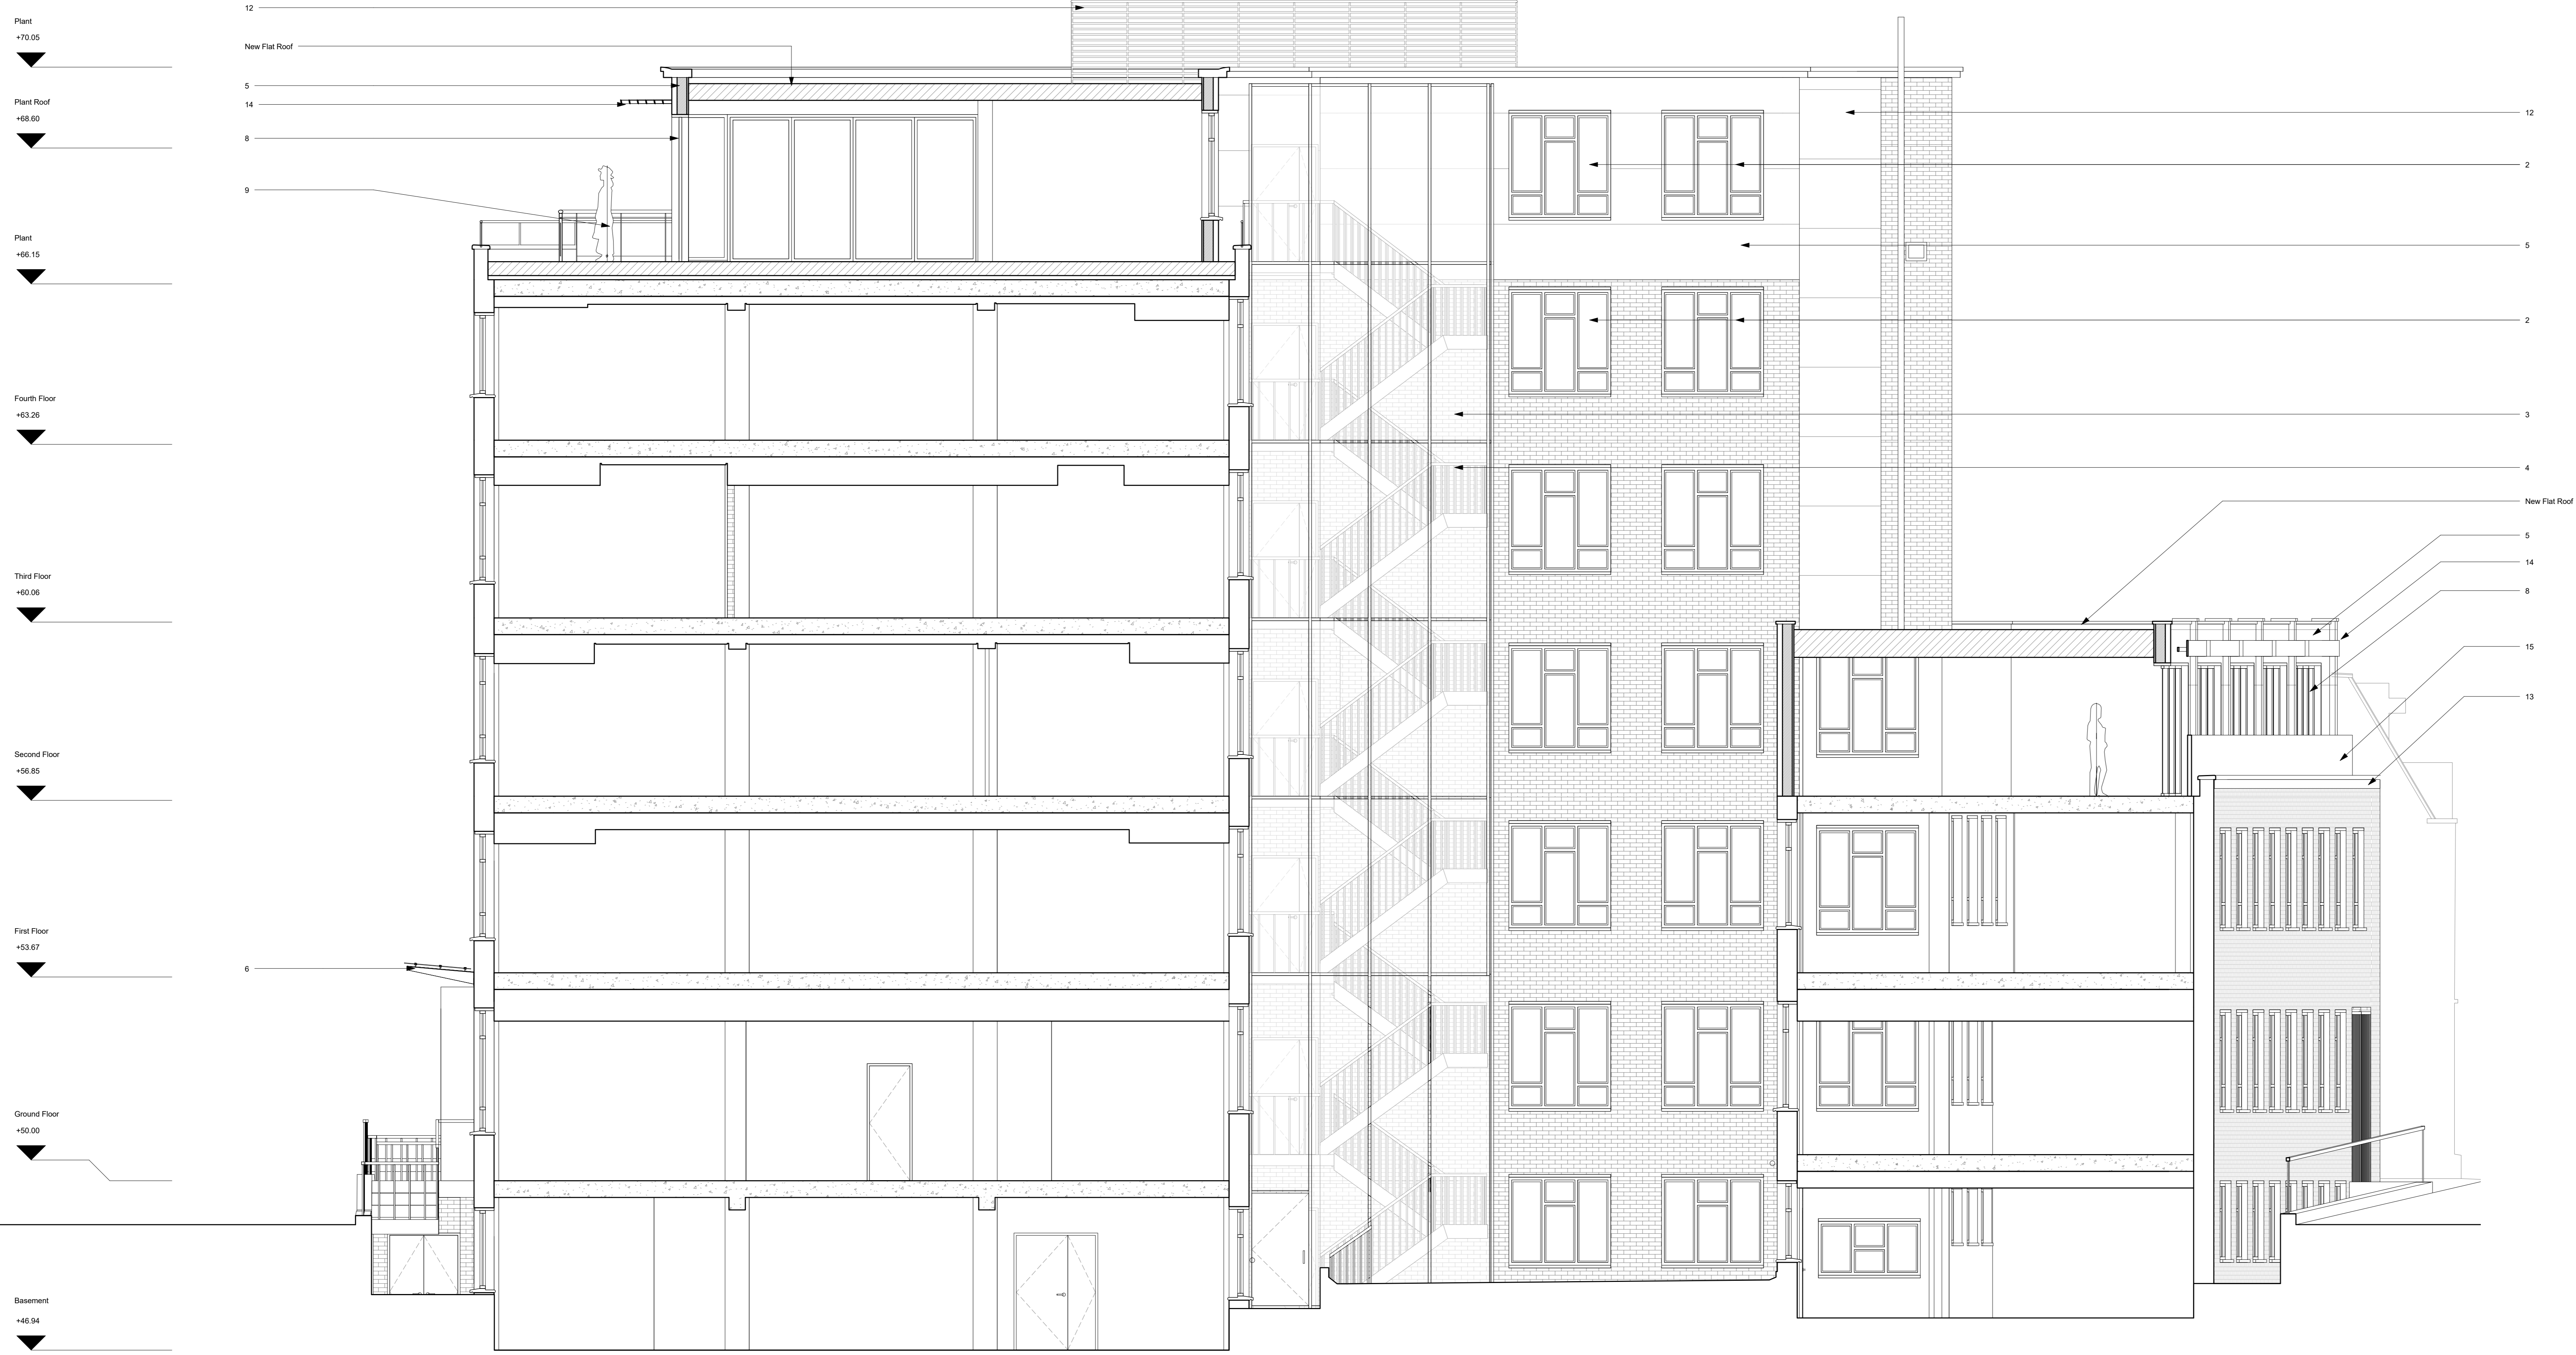 Plant
+70.05
Plant Roof
+68.60
Plant
+66.15
Fourth Floor
+63.26
Third Floor
+60.06
Second Floor
+56.85
First Floor
+53.67
Ground Floor
+50.00
Basement
+46.94
12
New Flat Roof
5
14
8
9
6
12
2
5
2
3
4
New Flat Roof
5
14
8
15
13